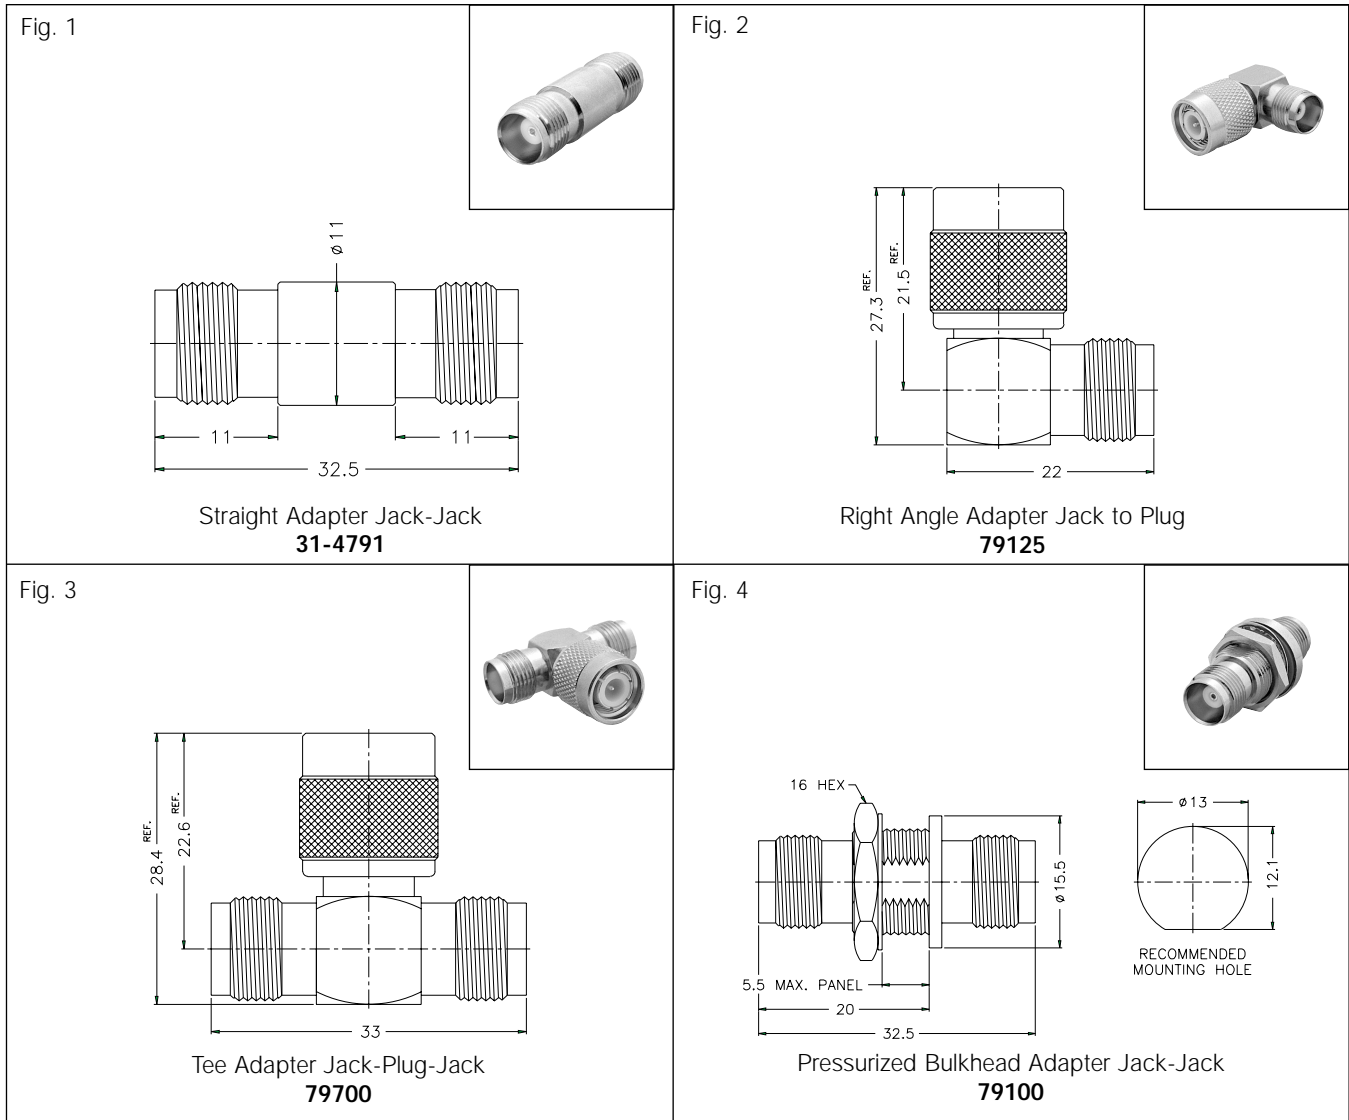 Fig. 1
ø11
11
11
32.5
Straight Adapter Jack-Jack
31-4791
Fig. 2
27.3 REF.
21.5 REF.
22
Right Angle Adapter Jack to Plug
79125
Fig. 3
28.4 REF.
22.6 REF.
33
Tee Adapter Jack-Plug-Jack
79700
Fig. 4
16 HEX
ø15.5
5.5 MAX. PANEL
20
32.5
ø13
12.1
RECOMMENDED
MOUNTING HOLE
Pressurized Bulkhead Adapter Jack-Jack
79100